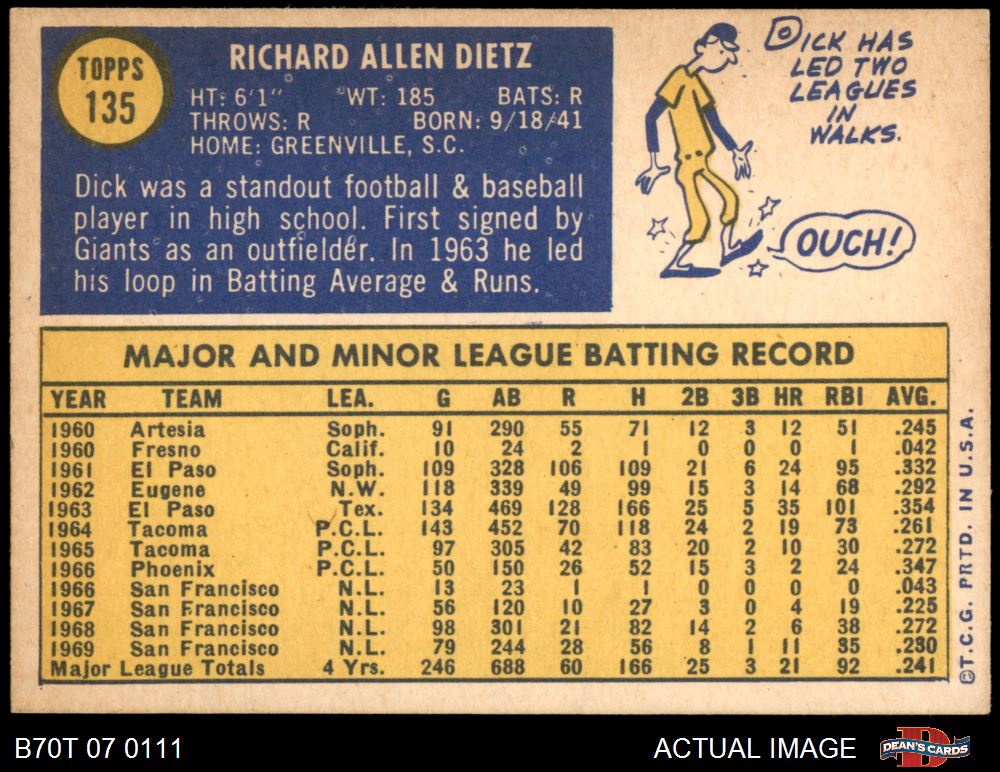 TOPPS
135
RICHARD ALLEN DIETZ
HT: 6'1" WT: 185 BATS: R
THROWS: R BORN: 9/18/41
HOME: GREENVILLE, S.C.
Dick was a standout football & baseball
player in high school. First signed by
Giants as an outfielder. In 1963 he led
his loop in Batting Average & Runs.
DICK HAS
LED TWO
LEAGUES
IN
WALKS.
OUCH!
MAJOR AND MINOR LEAGUE BATTING RECORD
YEAR TEAM LEA. G AB R H 2B 3B HR RBI AVG.
1960 Artesia Soph. 91 290 55 71 12 3 12 51 .245
1960 Fresno Calif. 10 24 2 1 0 0 0 1 .042
1961 El Paso Soph. 109 328 106 109 21 6 24 95 .332
1962 Eugene N.W. 118 339 49 99 15 3 14 68 .292
1963 El Paso Tex. 134 469 128 166 25 5 35 101 .354
1964 Tacoma P.C.L. 143 452 70 118 24 2 19 73 .261
1965 Tacoma P.C.L. 97 305 42 83 20 2 10 30 .272
1966 Phoenix P.C.L. 50 150 26 52 15 3 2 24 .347
1966 San Francisco N.L. 13 23 1 1 0 0 0 0 .043
1967 San Francisco N.L. 56 120 10 27 3 0 4 19 .225
1968 San Francisco N.L. 98 301 21 82 14 2 6 38 .272
1969 San Francisco N.L. 79 244 28 56 8 1 11 35 .230
Major League Totals 4 Yrs. 246 688 60 166 25 3 21 92 .241
©T.C.G. PRTD. IN U.S.A.
B70T 07 0111
ACTUAL IMAGE
DEAN'S CARDS